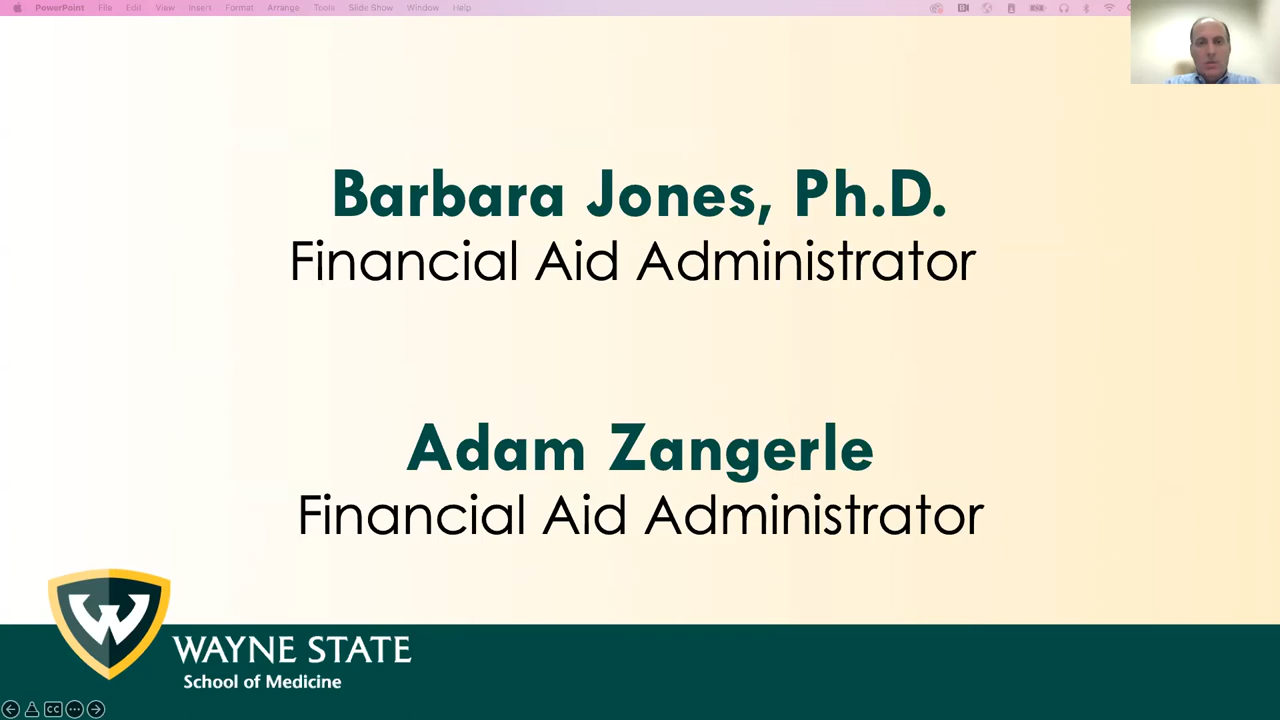 PowerPoint File Edit View Insert Format Arrange Tools Slide Show Window Help
Barbara Jones, Ph.D.
Financial Aid Administrator
Adam Zangerle
Financial Aid Administrator
W
WAYNE STATE
School of Medicine
CC